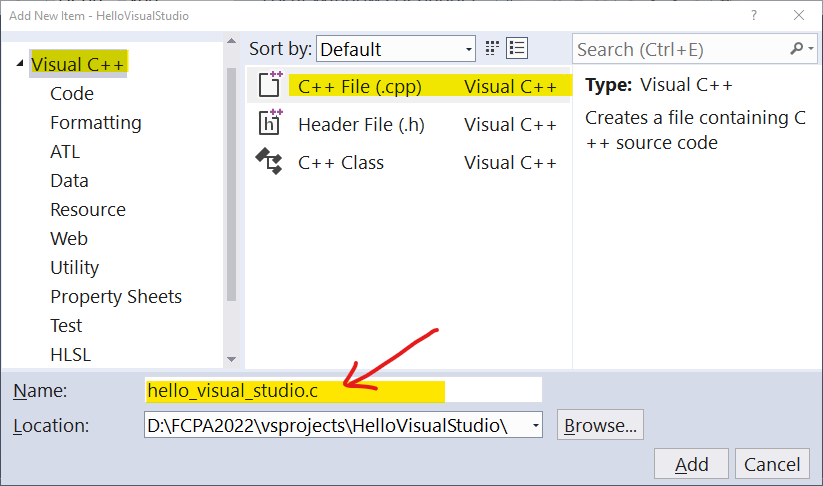 Add New Item - HelloVisualStudio
Visual C++
Code
Formatting
ATL
Data
Resource
Web
Utility
Property Sheets
Test
HLSL
Sort by: Default
C++ File (.cpp) Visual C++
Header File (.h) Visual C++
C++ Class Visual C++
Search (Ctrl+E)
Type: Visual C++
Creates a file containing C
++ source code
Name: hello_visual_studio.c
Location: D:\FCPA2022\vsprojects\HelloVisualStudio\ Browse...
Add Cancel